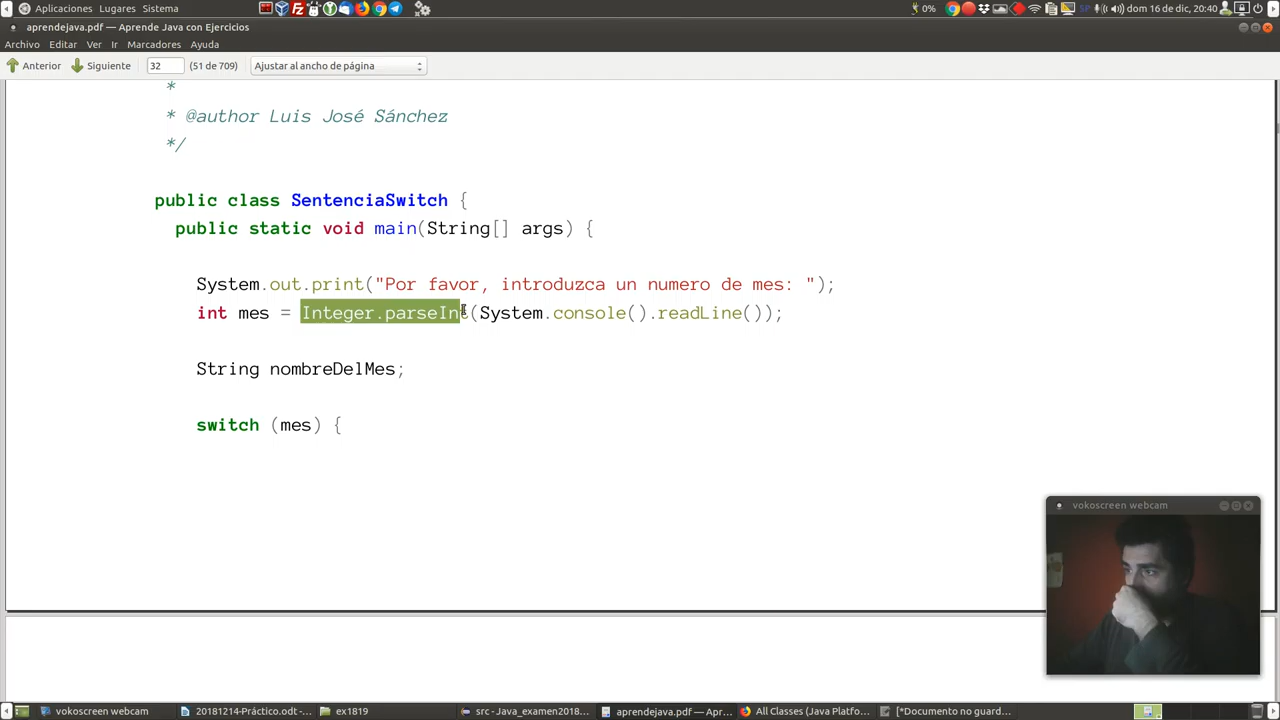 Aplicaciones Lugares Sistema 0% SP dom 16 de dic, 20:40
aprendejava.pdf — Aprende Java con Ejercicios
Archivo Editar Ver Ir Marcadores Ayuda
Anterior Siguiente 32 (51 de 709) Ajustar al ancho de página
*
* @author Luis José Sánchez
*/
public class SentenciaSwitch {
public static void main(String[] args) {
System.out.print("Por favor, introduzca un numero de mes: ");
int mes = Integer.parseInt(System.console().readLine());
String nombreDelMes;
switch (mes) {
vokoscreen webcam
vokoscreen webcam 20181214-Práctico.odt -... ex1819 src - Java_examen2018... aprendejava.pdf — Apr... All Classes (Java Platfo... [*Documento no guard...